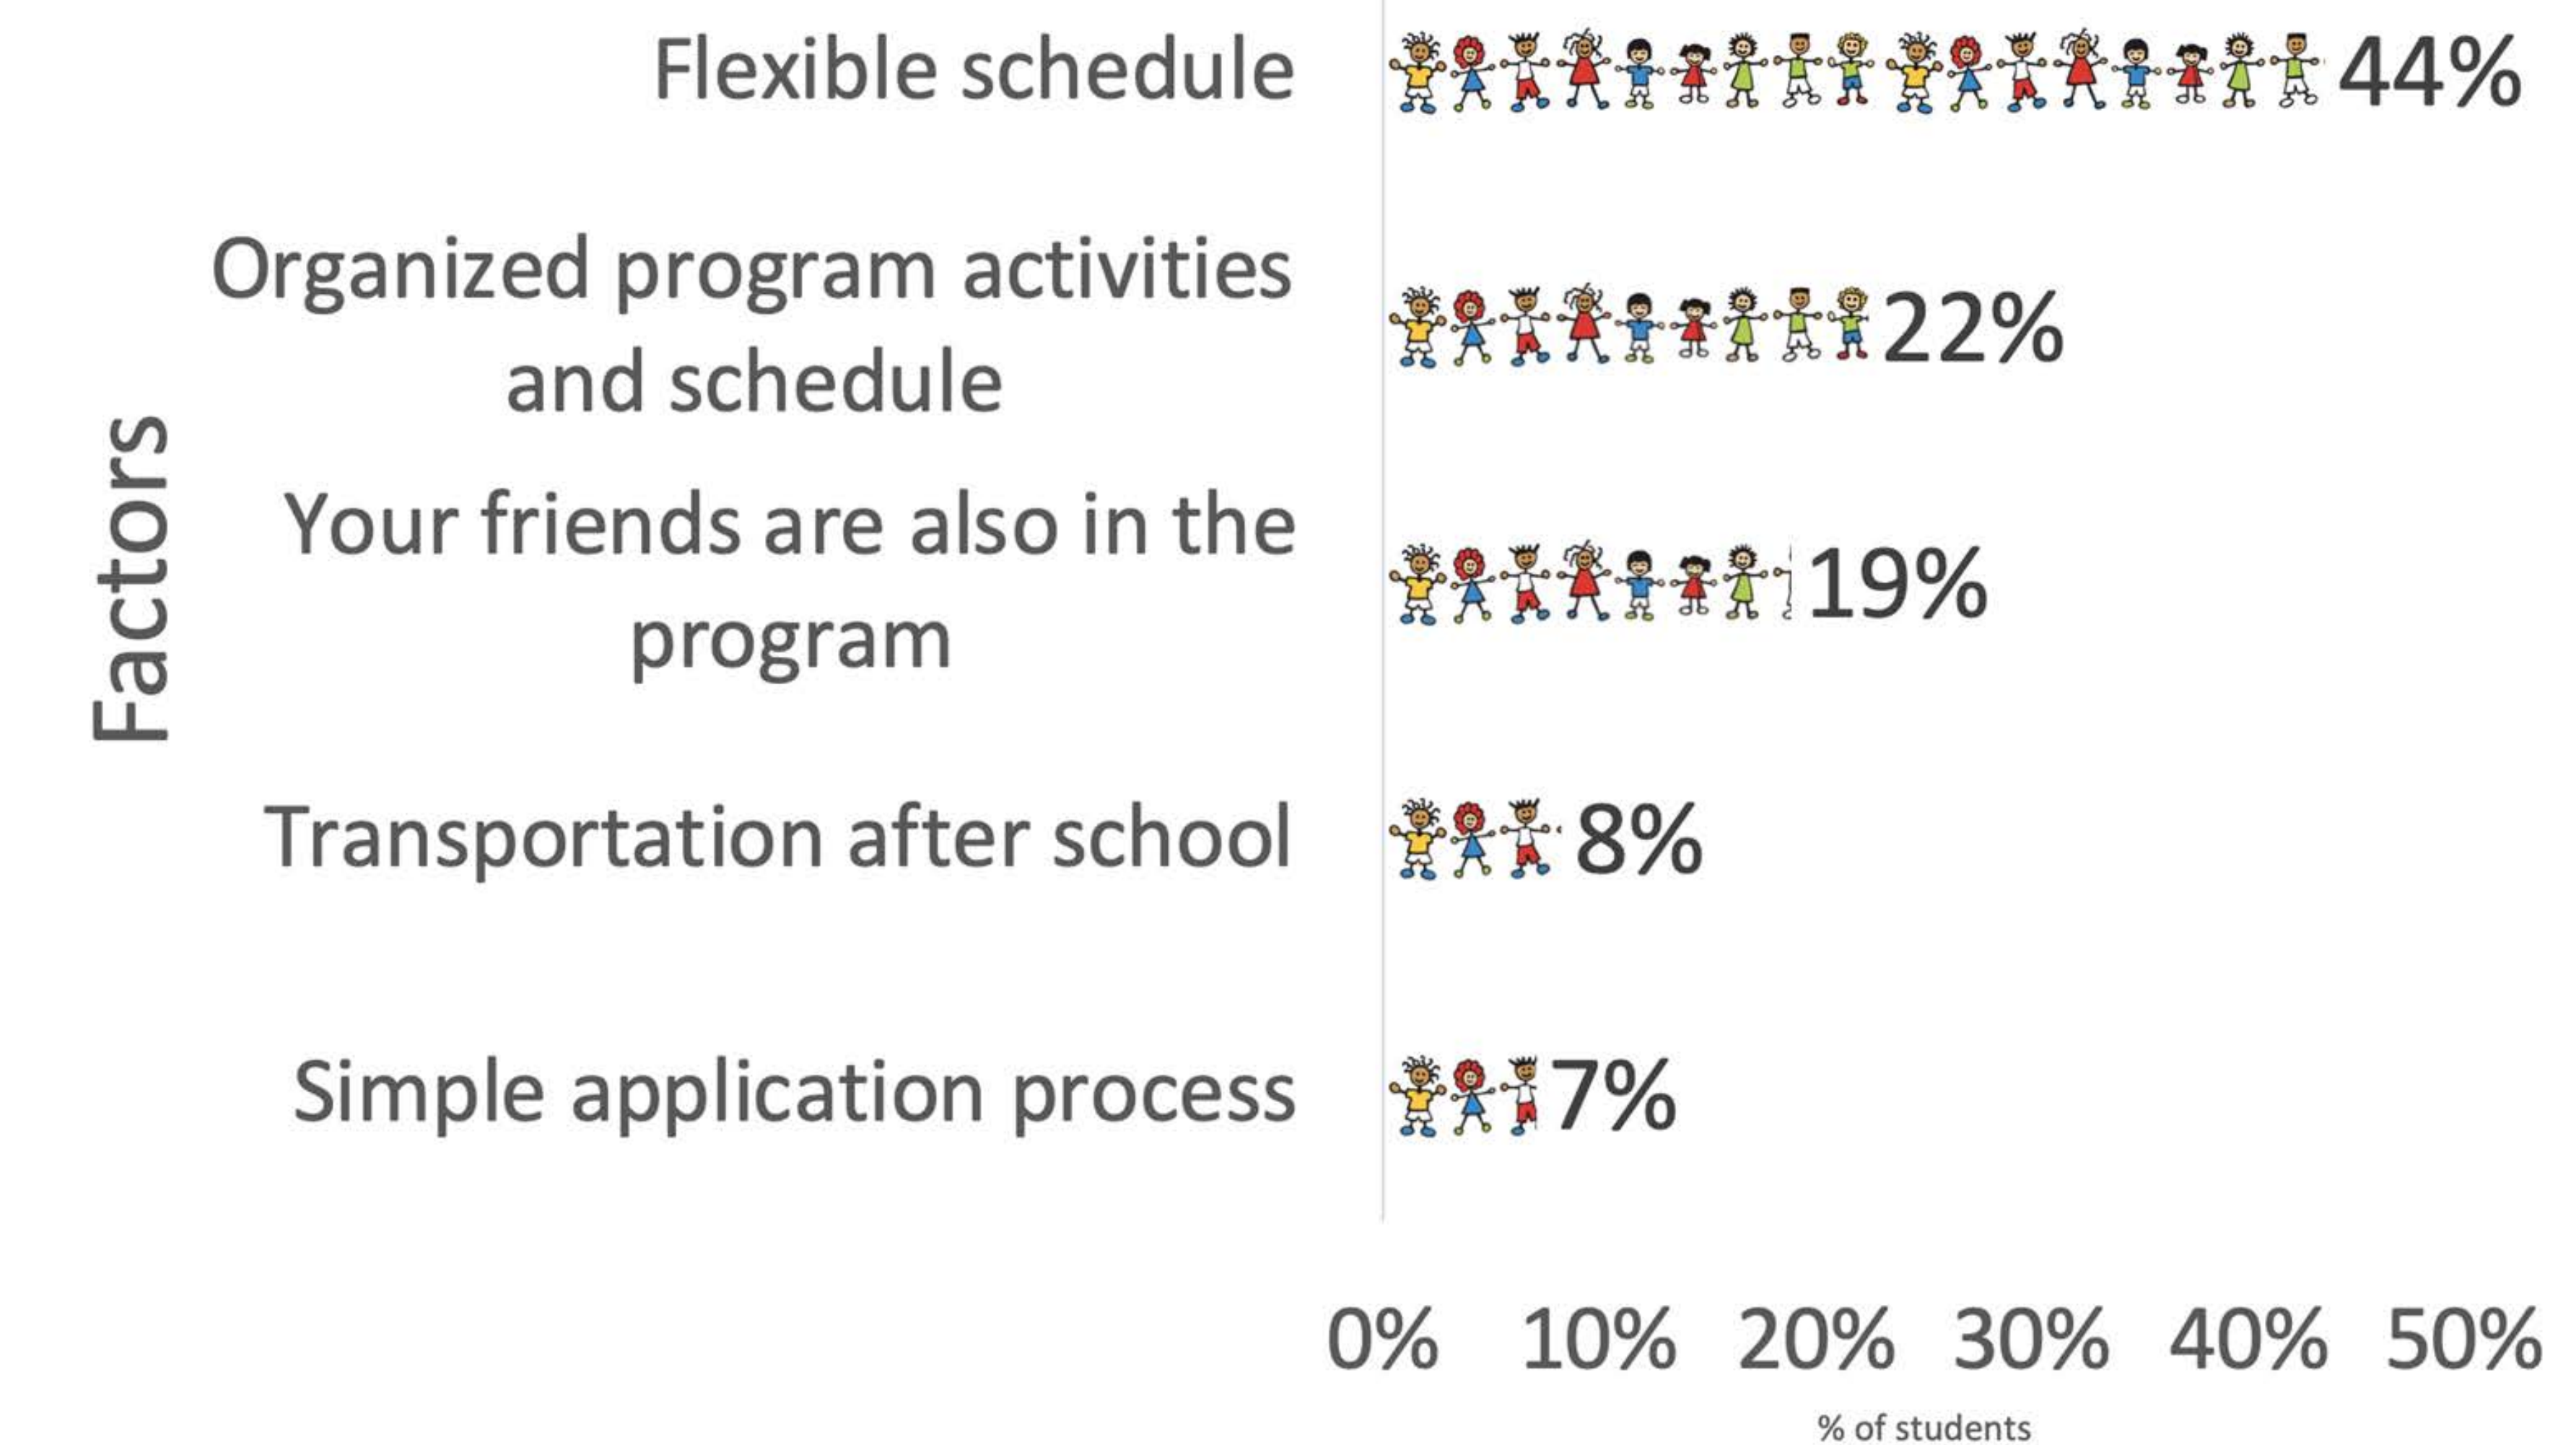 Flexible schedule 44%
Organized program activities
and schedule 22%
Your friends are also in the
program 19%
Transportation after school 8%
Simple application process 7%
Factors
0% 10% 20% 30% 40% 50%
% of students